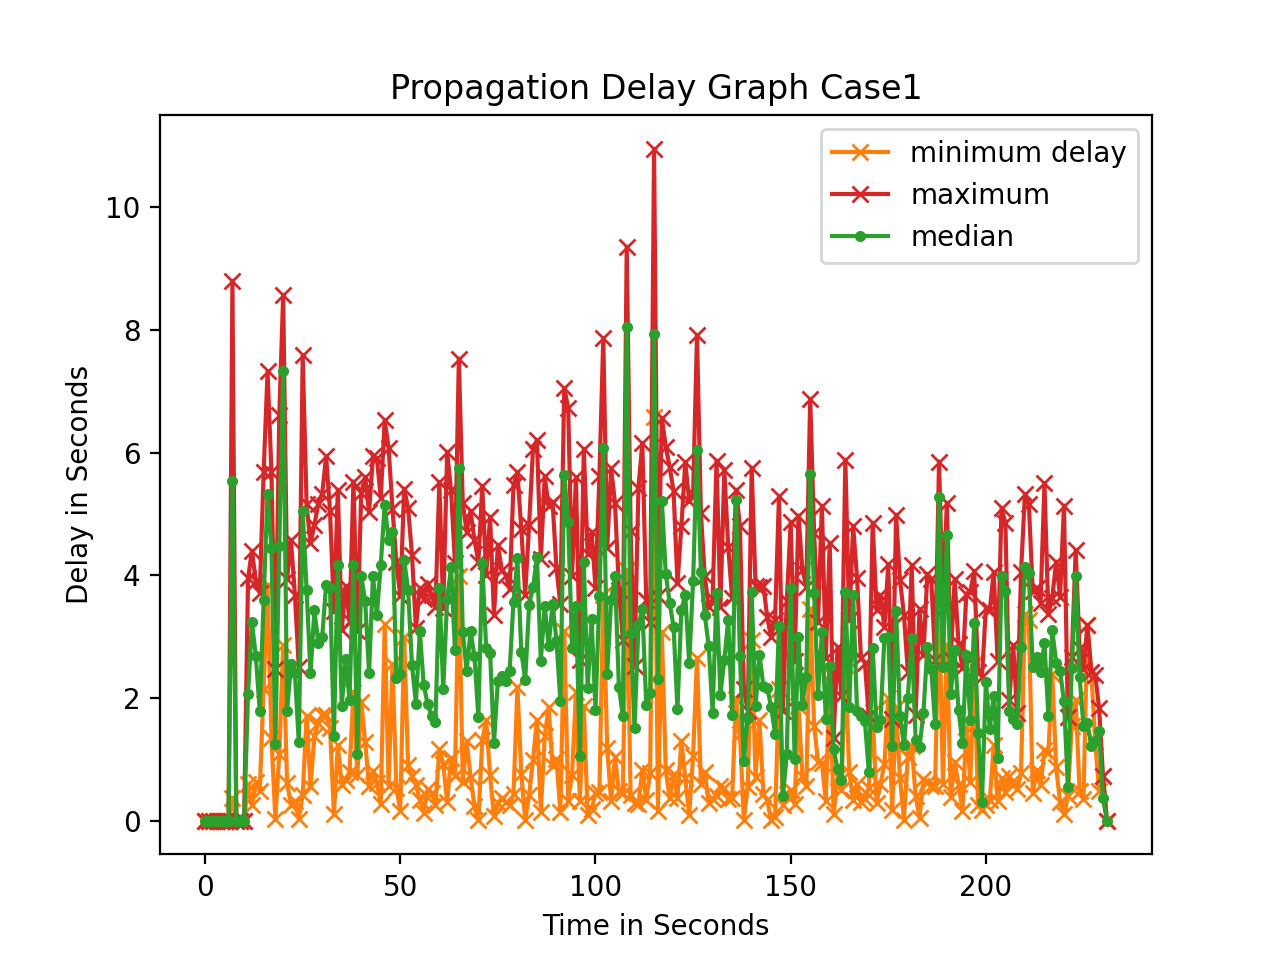 Propagation Delay Graph Case1
minimum delay
maximum
median
Delay in Seconds
10
8
6
4
2
0
0 50 100 150 200
Time in Seconds